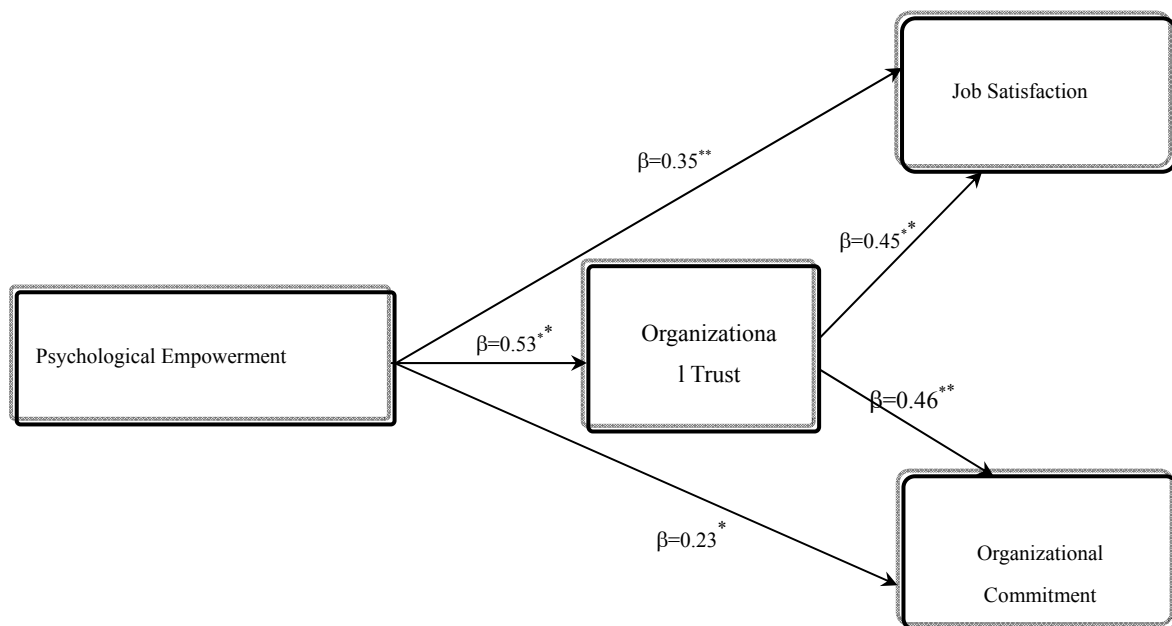 Job Satisfaction
β=0.35**
β=0.45**
Psychological Empowerment
β=0.53**
Organizationa
l Trust
β=0.46**
β=0.23*
Organizational
Commitment